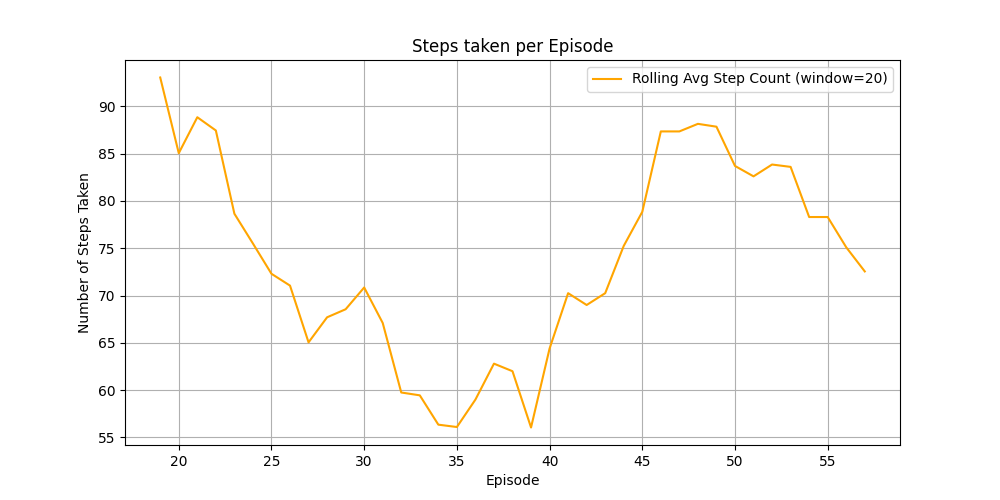 Steps taken per Episode
Rolling Avg Step Count (window=20)
Number of Steps Taken
90
85
80
75
70
65
60
55
20 25 30 35 40 45 50 55
Episode